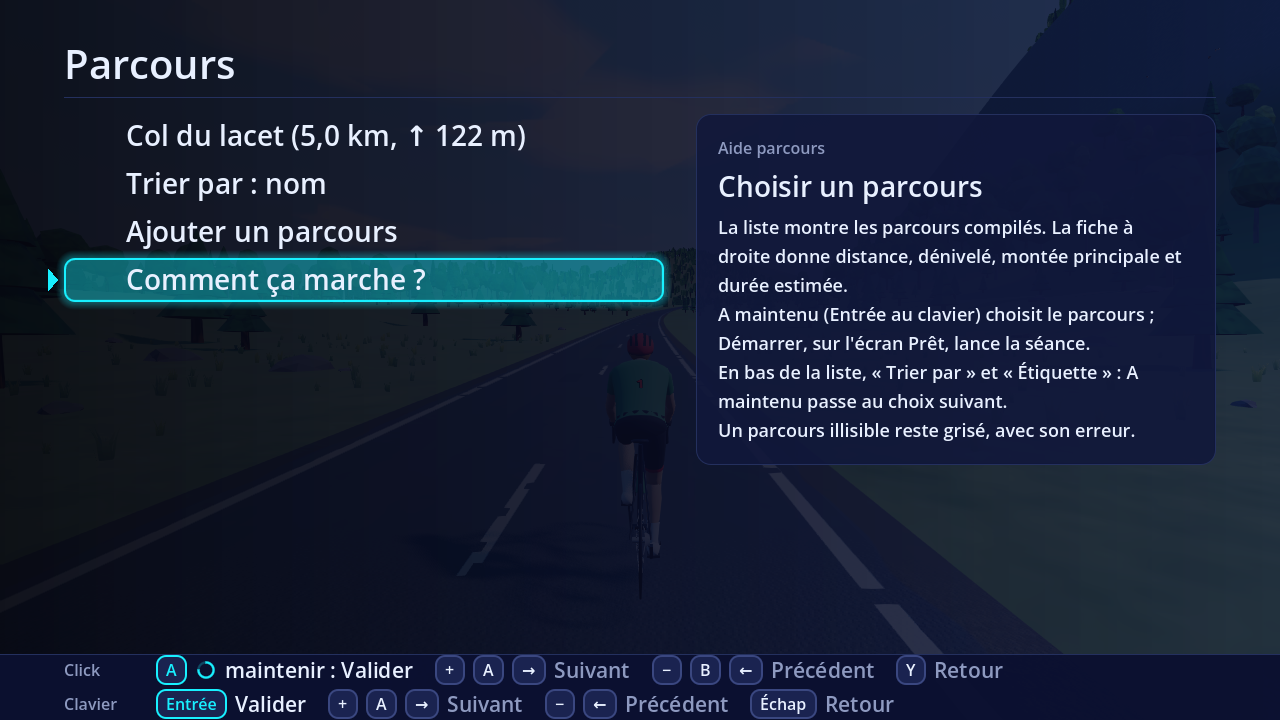 Parcours
Col du lacet (5,0 km, ↑ 122 m)
Trier par : nom
Ajouter un parcours
Comment ça marche ?
Aide parcours
Choisir un parcours
La liste montre les parcours compilés. La fiche à
droite donne distance, dénivelé, montée principale et
durée estimée.
A maintenu (Entrée au clavier) choisit le parcours ;
Démarrer, sur l'écran Prêt, lance la séance.
En bas de la liste, « Trier par » et « Étiquette » : A
maintenu passe au choix suivant.
Un parcours illisible reste grisé, avec son erreur.
Click A maintenir : Valider + A → Suivant − B ← Précédent Y Retour
Clavier Entrée Valider + A → Suivant − ← Précédent Échap Retour